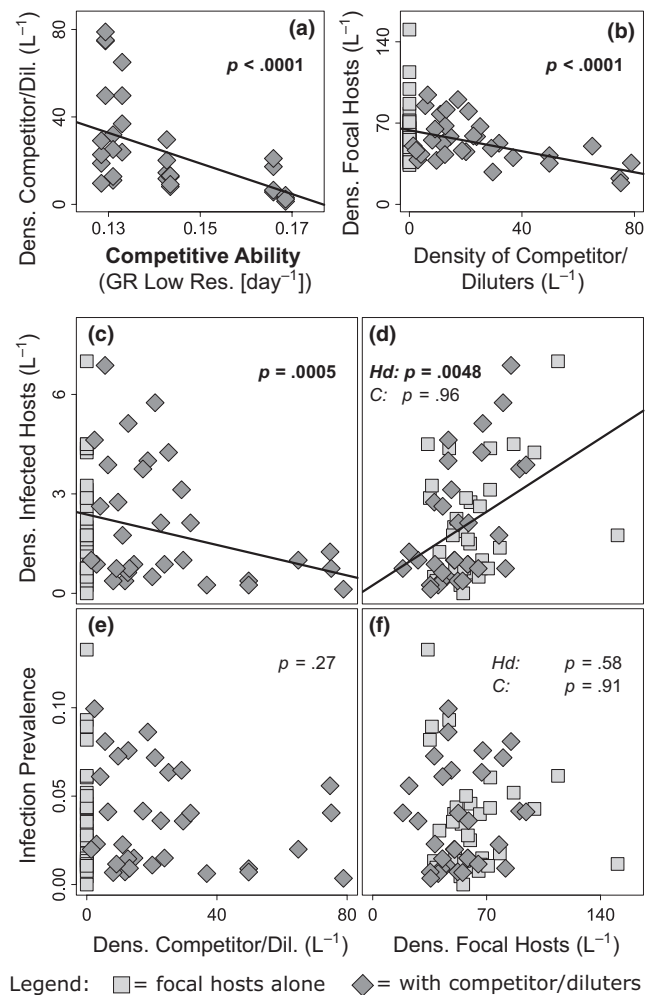 (a)
p < .0001
Dens. Competitor/Dil. (L⁻¹)
80
40
0
0.13
0.15
0.17
Competitive Ability
(GR Low Res. [day⁻¹])
(b)
p < .0001
Dens. Focal Hosts (L⁻¹)
140
70
0
0
40
80
Density of Competitor/
Diluters (L⁻¹)
(c)
p = .0005
Dens. Infected Hosts (L⁻¹)
6
3
0
(d)
Hd: p = .0048
C: p = .96
(e)
p = .27
Infection Prevalence
0.10
0.05
0.00
0
40
80
Dens. Competitor/Dil. (L⁻¹)
(f)
Hd: p = .58
C: p = .91
0
70
140
Dens. Focal Hosts (L⁻¹)
Legend: = focal hosts alone = with competitor/diluters